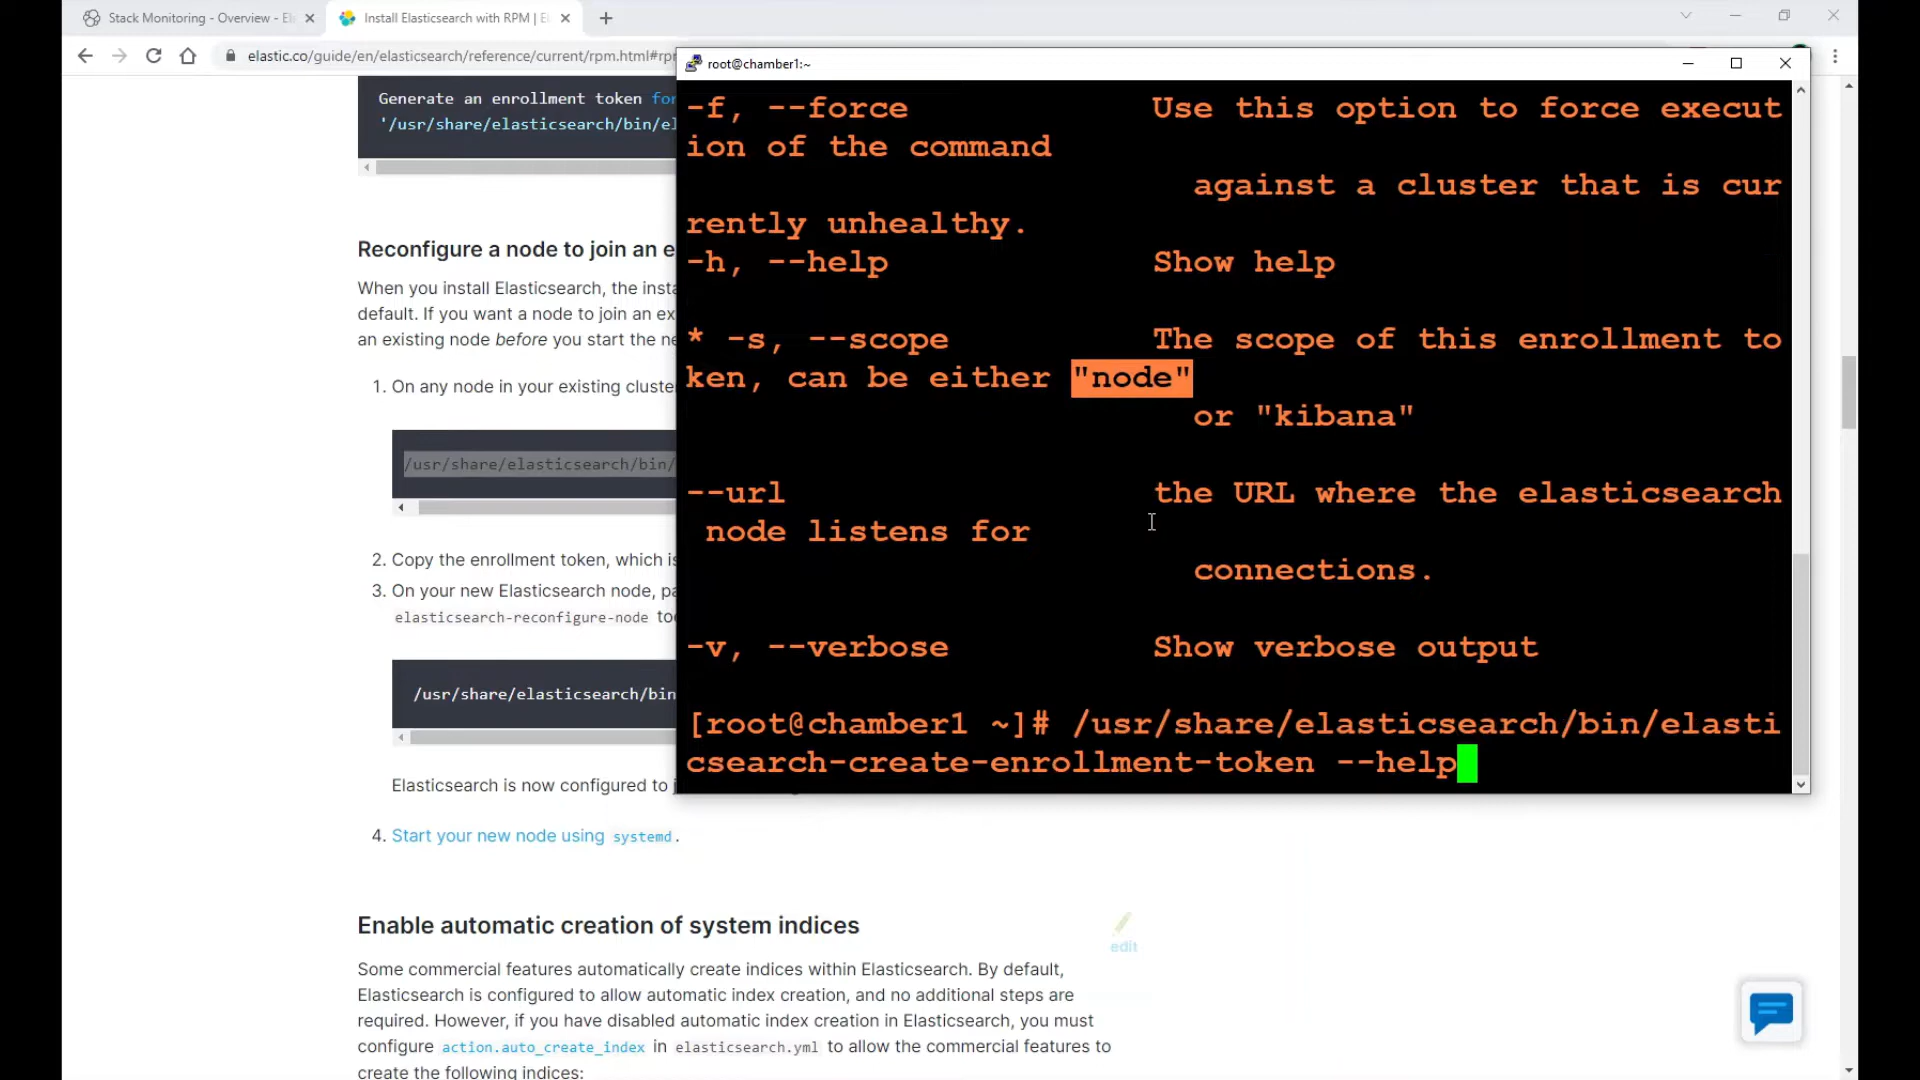 Stack Monitoring - Overview - El
Install Elasticsearch with RPM | E
elastic.co/guide/en/elasticsearch/reference/current/rpm.html#rp
root@chamber1:~
Generate an enrollment token for
'/usr/share/elasticsearch/bin/el
Reconfigure a node to join an e
When you install Elasticsearch, the insta
default. If you want a node to join an ex
an existing node before you start the ne
1. On any node in your existing cluste
/usr/share/elasticsearch/bin/
2. Copy the enrollment token, which is
3. On your new Elasticsearch node, pa
elasticsearch-reconfigure-node too
/usr/share/elasticsearch/bin
Elasticsearch is now configured to j
4. Start your new node using systemd.
-f, --force Use this option to force execut
ion of the command
against a cluster that is cur
rently unhealthy.
-h, --help Show help
* -s, --scope The scope of this enrollment to
ken, can be either "node"
or "kibana"
--url the URL where the elasticsearch
node listens for
connections.
-v, --verbose Show verbose output
[root@chamber1 ~]# /usr/share/elasticsearch/bin/elasti
csearch-create-enrollment-token --help
Enable automatic creation of system indices
edit
Some commercial features automatically create indices within Elasticsearch. By default,
Elasticsearch is configured to allow automatic index creation, and no additional steps are
required. However, if you have disabled automatic index creation in Elasticsearch, you must
configure action.auto_create_index in elasticsearch.yml to allow the commercial features to
create the following indices: